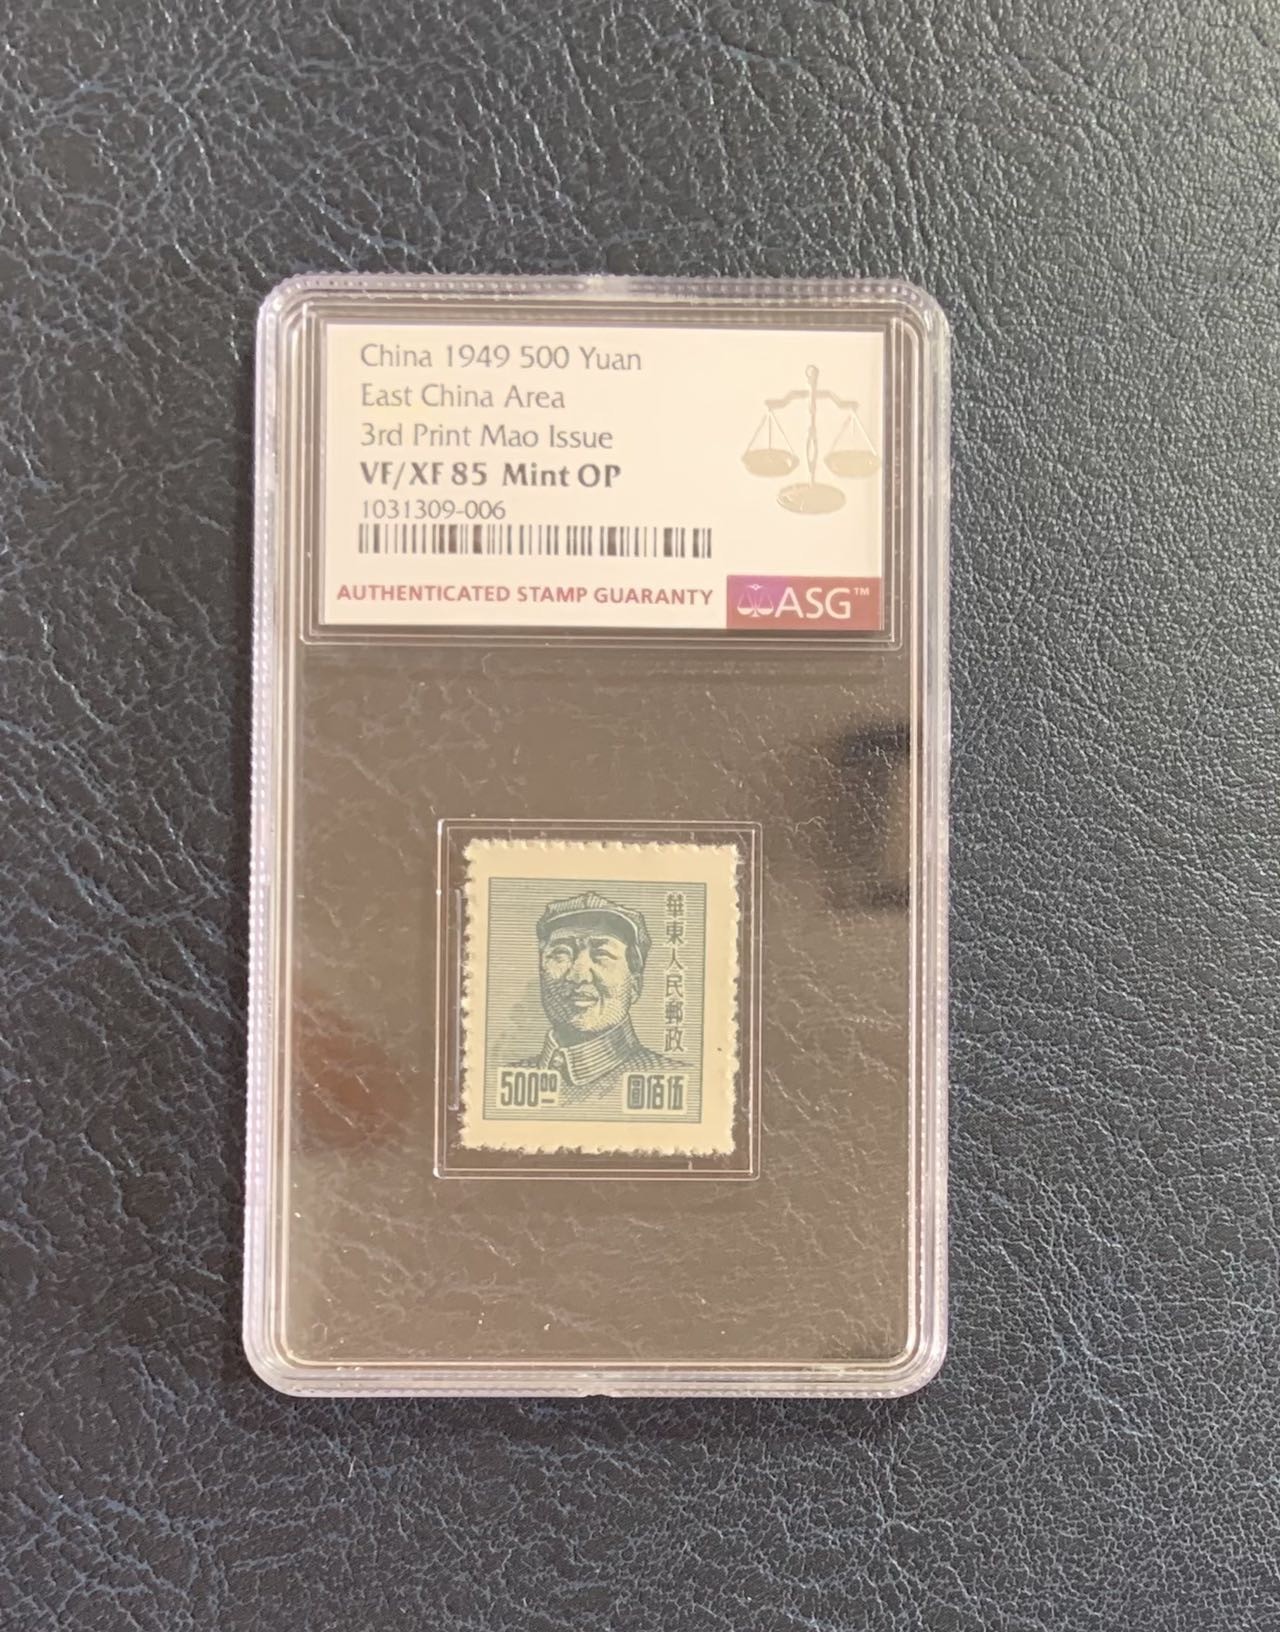 China 1949 500 Yuan
East China Area
3rd Print Mao Issue
VF/XF 85 Mint OP
1031309-006
AUTHENTICATED STAMP GUARANTY
ASG™
華東人民郵政
500.00
圓佰伍